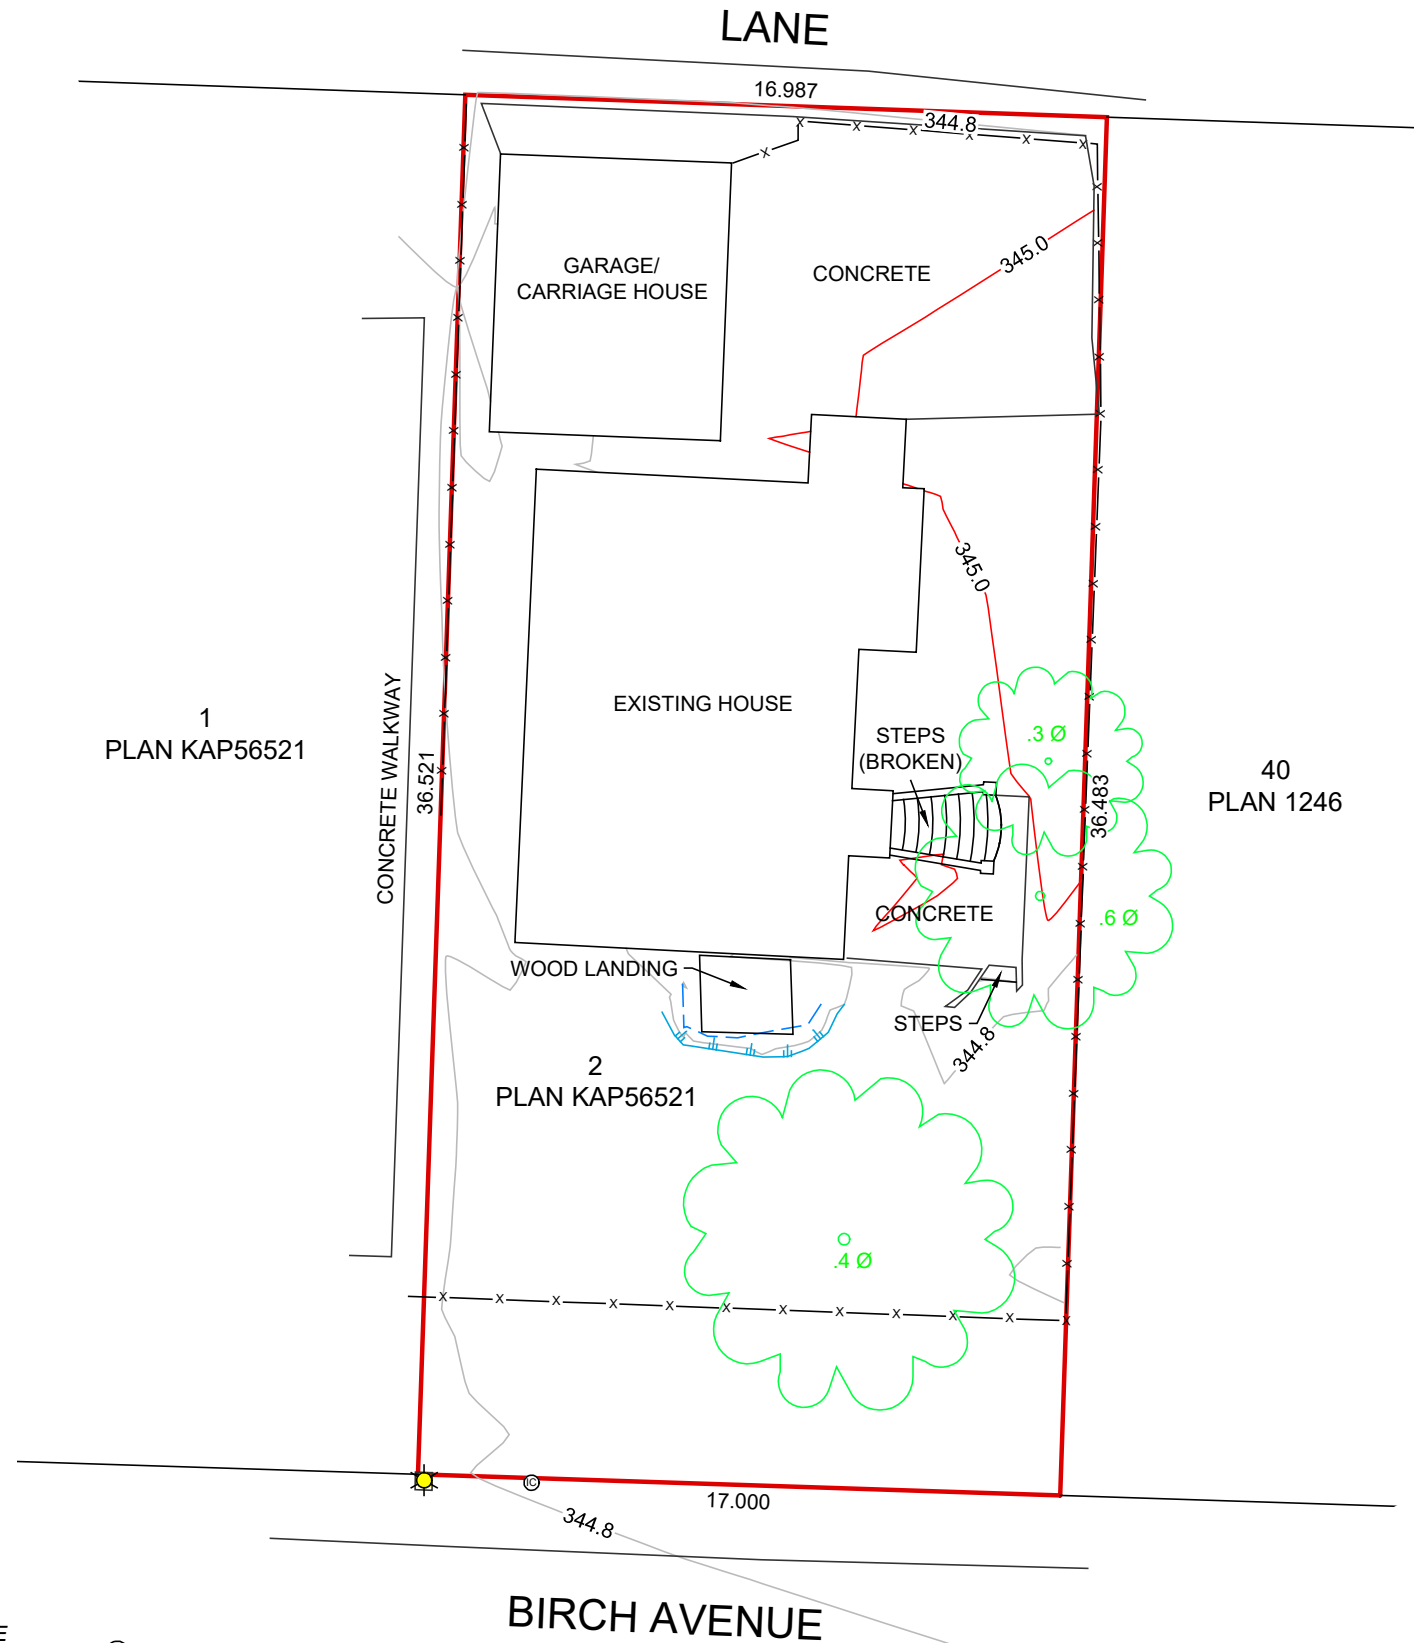 LANE
16.987
344.8
345.0
GARAGE/
CARRIAGE HOUSE
CONCRETE
345.0
EXISTING HOUSE
STEPS
(BROKEN)
.3 Ø
1
PLAN KAP56521
CONCRETE WALKWAY
36.521
36.483
40
PLAN 1246
CONCRETE
.6 Ø
WOOD LANDING
STEPS
344.8
2
PLAN KAP56521
.4 Ø
IC
17.000
344.8
BIRCH AVENUE